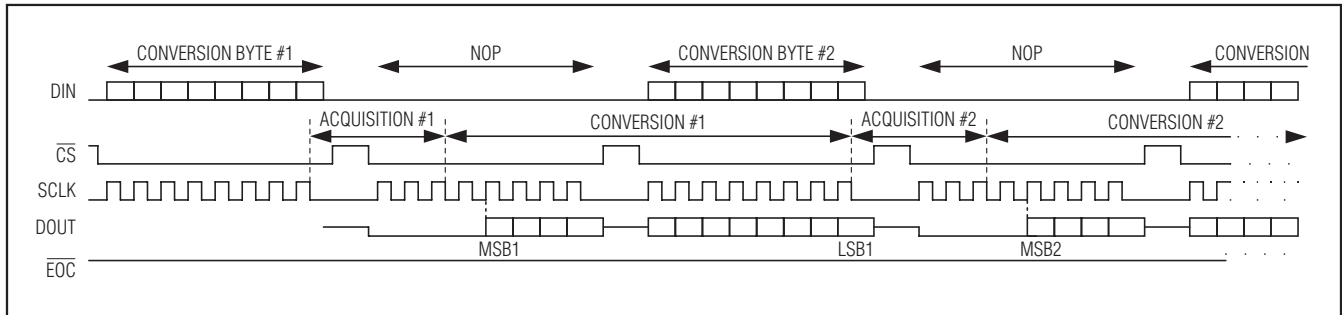 CONVERSION BYTE #1 NOP CONVERSION BYTE #2 NOP CONVERSION
DIN
ACQUISITION #1 CONVERSION #1 ACQUISITION #2 CONVERSION #2
CS
SCLK
DOUT
MSB1 LSB1 MSB2
EOC